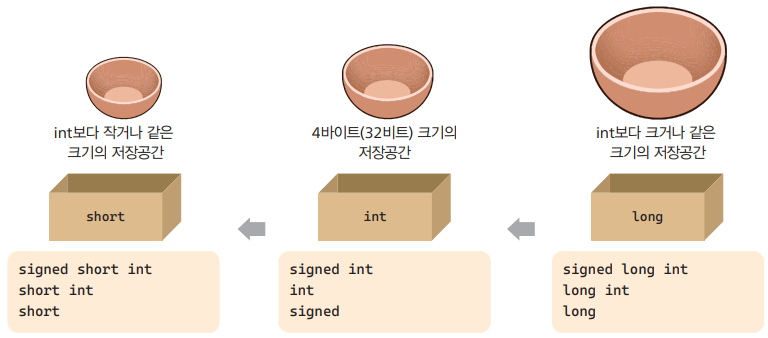 int보다 작거나 같은
크기의 저장공간
4바이트(32비트) 크기의
저장공간
int보다 크거나 같은
크기의 저장공간
short
int
long
signed short int
short int
short
signed int
int
signed
signed long int
long int
long